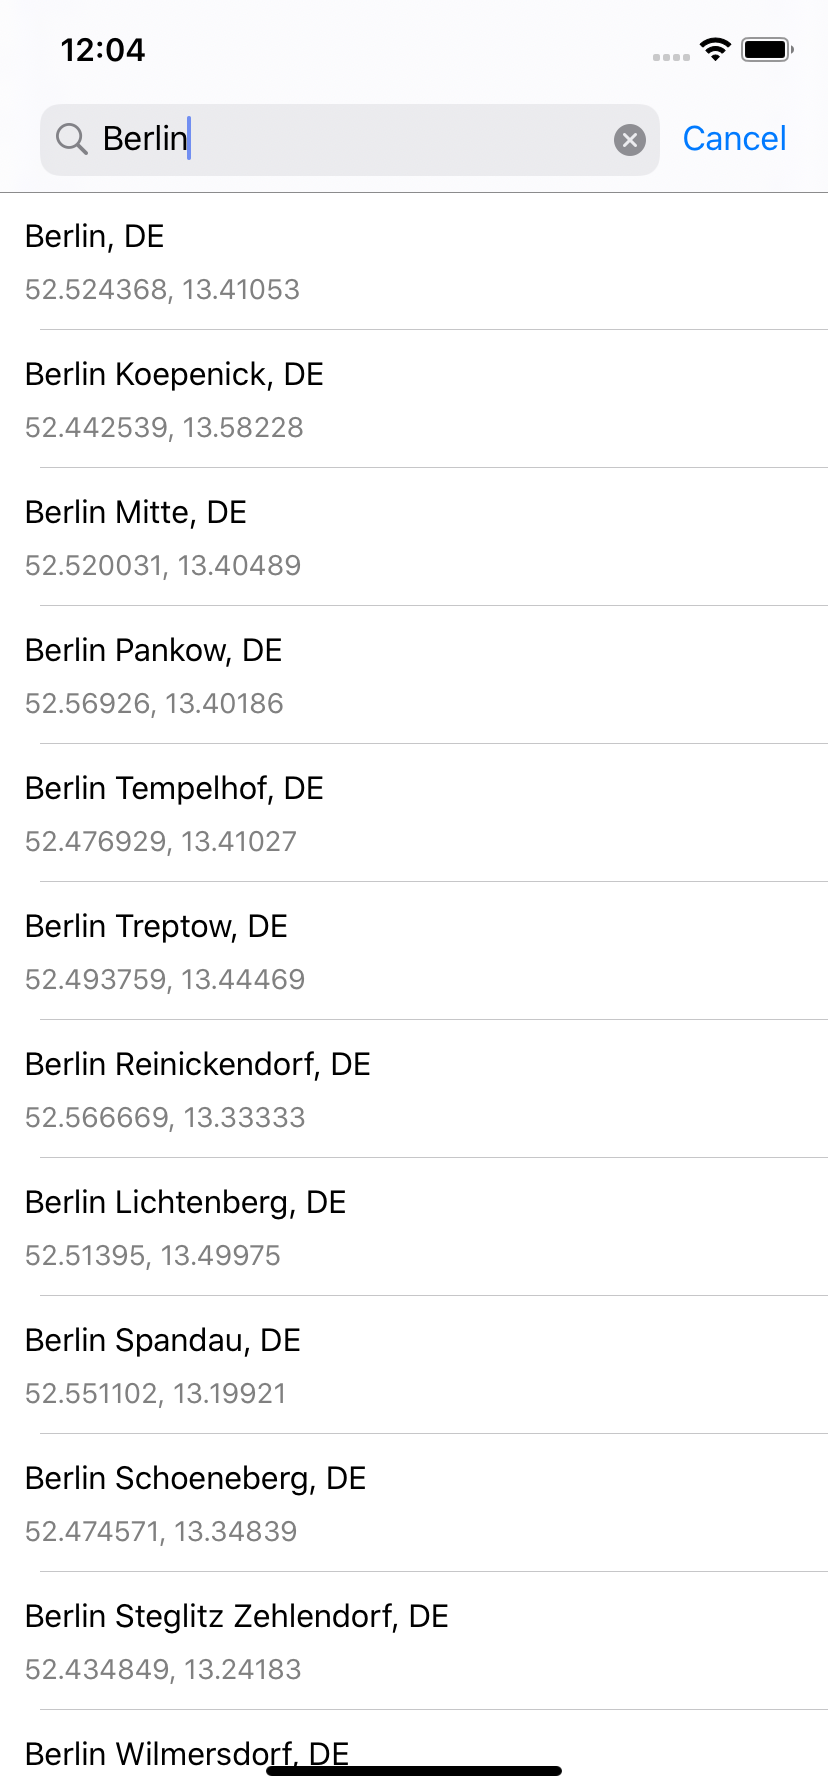 12:04
Berlin
Cancel
Berlin, DE
52.524368, 13.41053
Berlin Koepenick, DE
52.442539, 13.58228
Berlin Mitte, DE
52.520031, 13.40489
Berlin Pankow, DE
52.56926, 13.40186
Berlin Tempelhof, DE
52.476929, 13.41027
Berlin Treptow, DE
52.493759, 13.44469
Berlin Reinickendorf, DE
52.566669, 13.33333
Berlin Lichtenberg, DE
52.51395, 13.49975
Berlin Spandau, DE
52.551102, 13.19921
Berlin Schoeneberg, DE
52.474571, 13.34839
Berlin Steglitz Zehlendorf, DE
52.434849, 13.24183
Berlin Wilmersdorf, DE